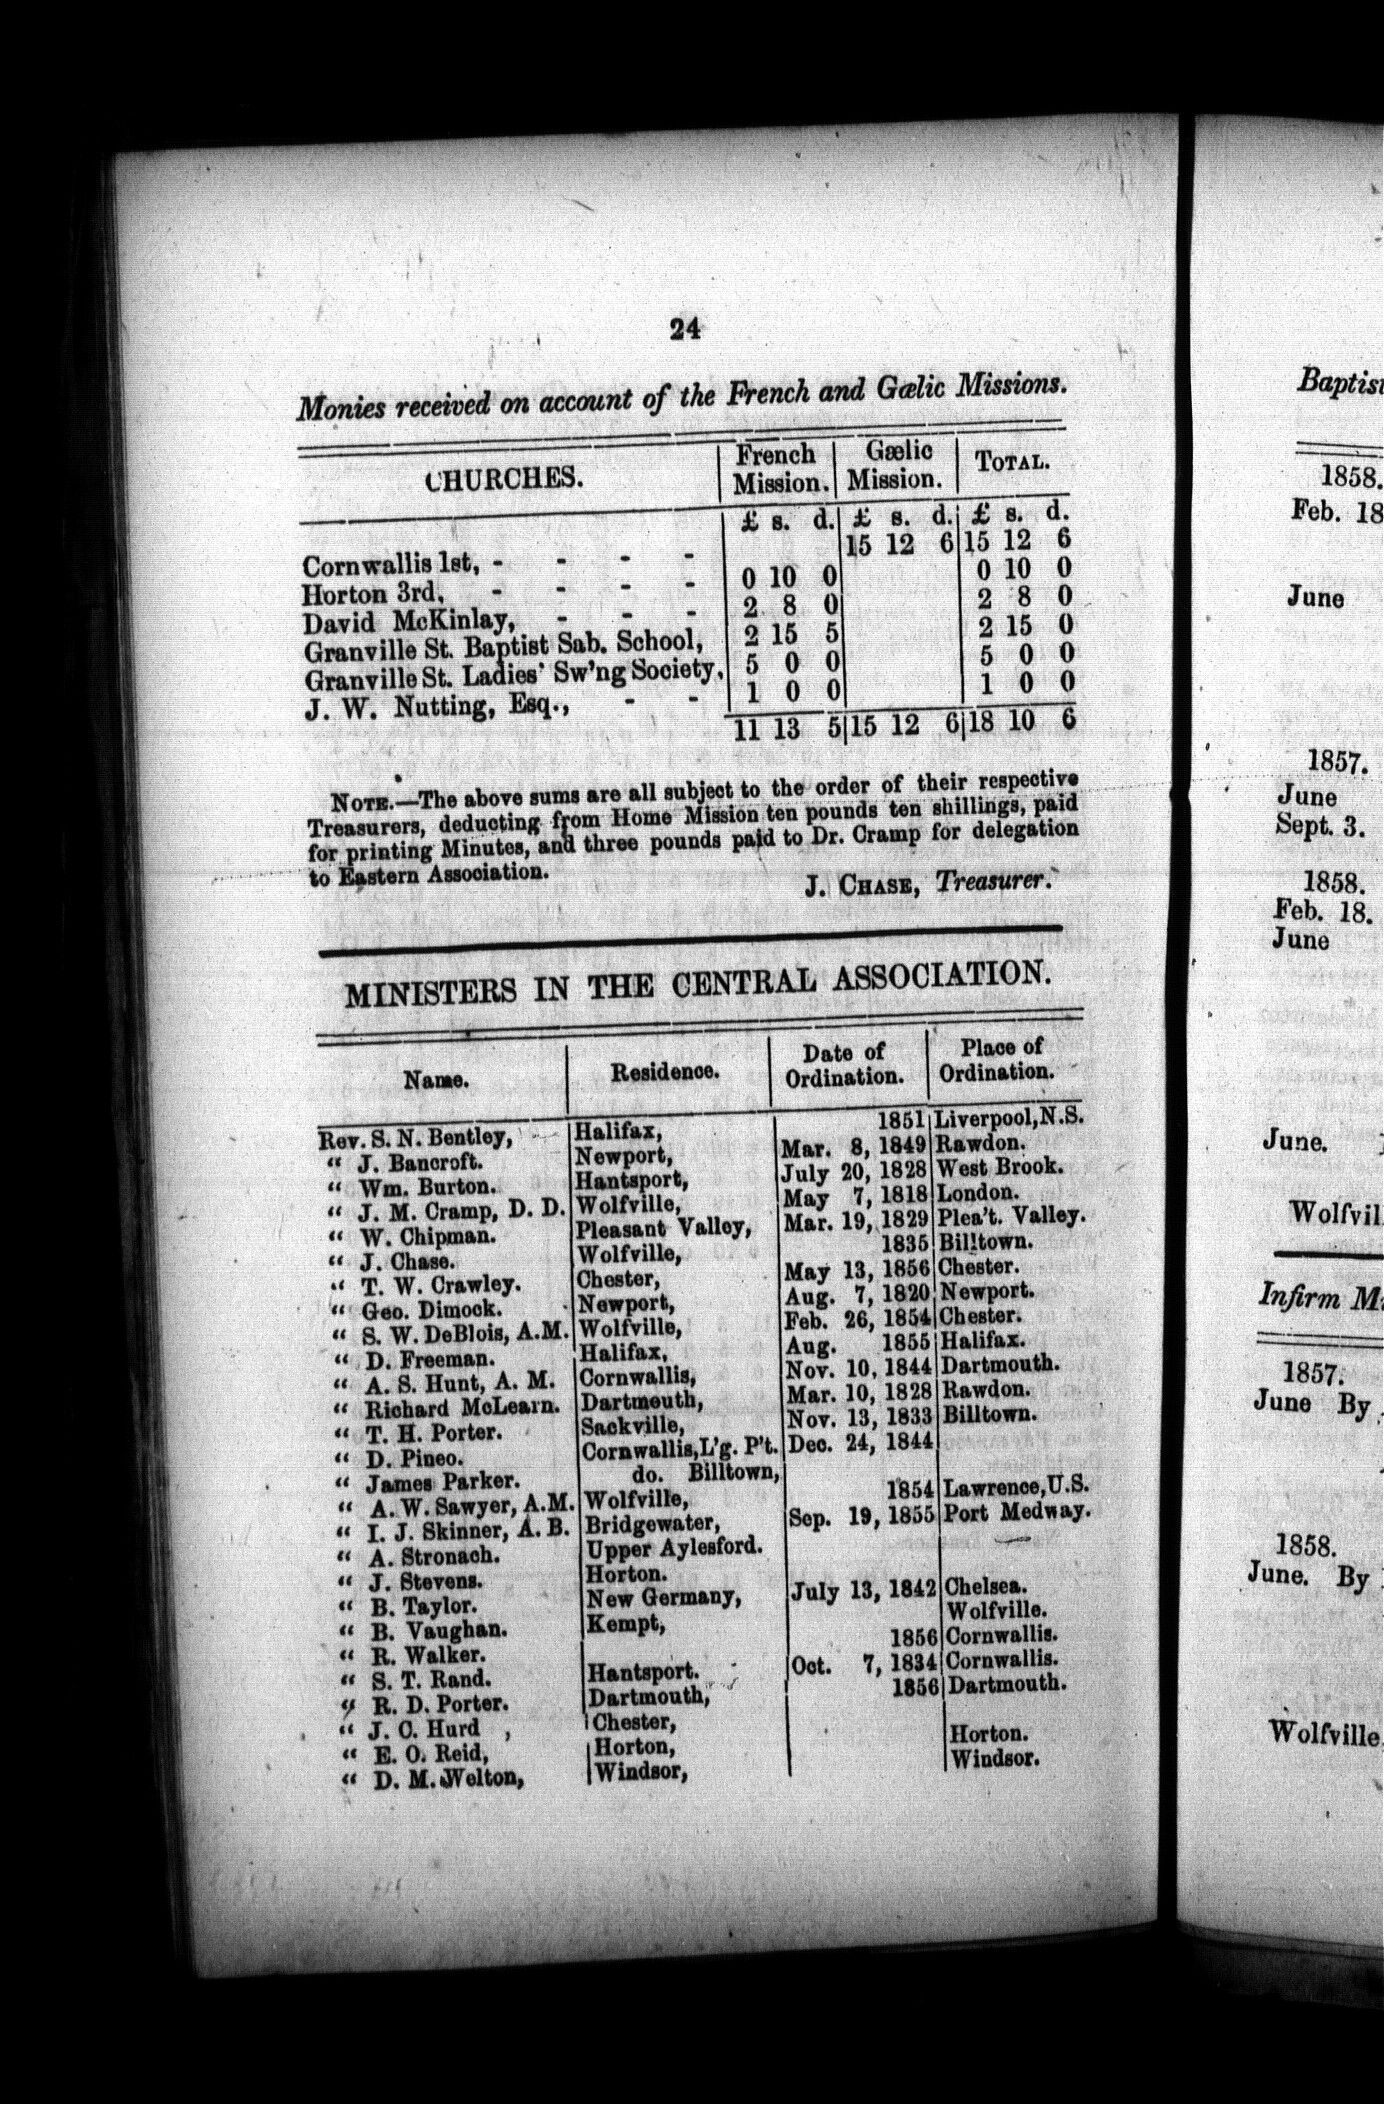 24
Monies received on account of the French and Gælic Missions.
CHURCHES. French Mission. Gælic Mission. TOTAL.
£ s. d. £ s. d. £ s. d.
Cornwallis 1st, - - - - 15 12 6 15 12 6
Horton 3rd, - - - - 0 10 0 0 10 0
David McKinlay, - - - 2 8 0 2 8 0
Granville St. Baptist Sab. School, 2 15 5 2 15 0
Granville St. Ladies' Sw'ng Society, 5 0 0 5 0 0
J. W. Nutting, Esq., - - 1 0 0 1 0 0
11 13 5 15 12 6 18 10 6
NOTE.—The above sums are all subject to the order of their respective
Treasurers, deducting from Home Mission ten pounds ten shillings, paid
for printing Minutes, and three pounds paid to Dr. Cramp for delegation
to Eastern Association.
J. CHASE, Treasurer.
MINISTERS IN THE CENTRAL ASSOCIATION.
Name. Residence. Date of Ordination. Place of Ordination.
Rev. S. N. Bentley, Halifax, 1851 Liverpool, N.S.
“ J. Bancroft. Newport, Mar. 8, 1849 Rawdon.
“ Wm. Burton. Hantsport, July 20, 1828 West Brook.
“ J. M. Cramp, D. D. Wolfville, May 7, 1818 London.
“ W. Chipman. Pleasant Valley, Mar. 19, 1829 Plea't. Valley.
“ J. Chase. Wolfville, 1835 Billtown.
“ T. W. Crawley. Chester, May 13, 1856 Chester.
“ Geo. Dimock. Newport, Aug. 7, 1820 Newport.
“ S. W. DeBlois, A.M. Wolfville, Feb. 26, 1854 Chester.
“ D. Freeman. Halifax, Aug. 1855 Halifax.
“ A. S. Hunt, A. M. Cornwallis, Nov. 10, 1844 Dartmouth.
“ Richard McLearn. Dartmouth, Mar. 10, 1828 Rawdon.
“ T. H. Porter. Sackville, Nov. 13, 1833 Billtown.
“ D. Pineo. Cornwallis, L'g. P't. Dec. 24, 1844
“ James Parker. do. Billtown,
“ A. W. Sawyer, A.M. Wolfville, 1854 Lawrence, U.S.
“ I. J. Skinner, A. B. Bridgewater, Sep. 19, 1855 Port Medway.
“ A. Stronach. Upper Aylesford.
“ J. Stevens. Horton.
“ B. Taylor. New Germany, July 13, 1842 Chelsea.
“ B. Vaughan. Kempt, Wolfville.
“ R. Walker. 1856 Cornwallis.
“ S. T. Rand. Hantsport. Oct. 7, 1834 Cornwallis.
“ R. D. Porter. Dartmouth, 1856 Dartmouth.
“ J. C. Hurd , Chester,
“ E. O. Reid, Horton, Horton.
“ D. M. Welton, Windsor, Windsor.
Baptist
1858.
Feb. 18
June
1857.
June
Sept. 3.
1858.
Feb. 18.
June
June.
Wolfvil
Infirm M
1857.
June By
1858.
June. By
Wolfville